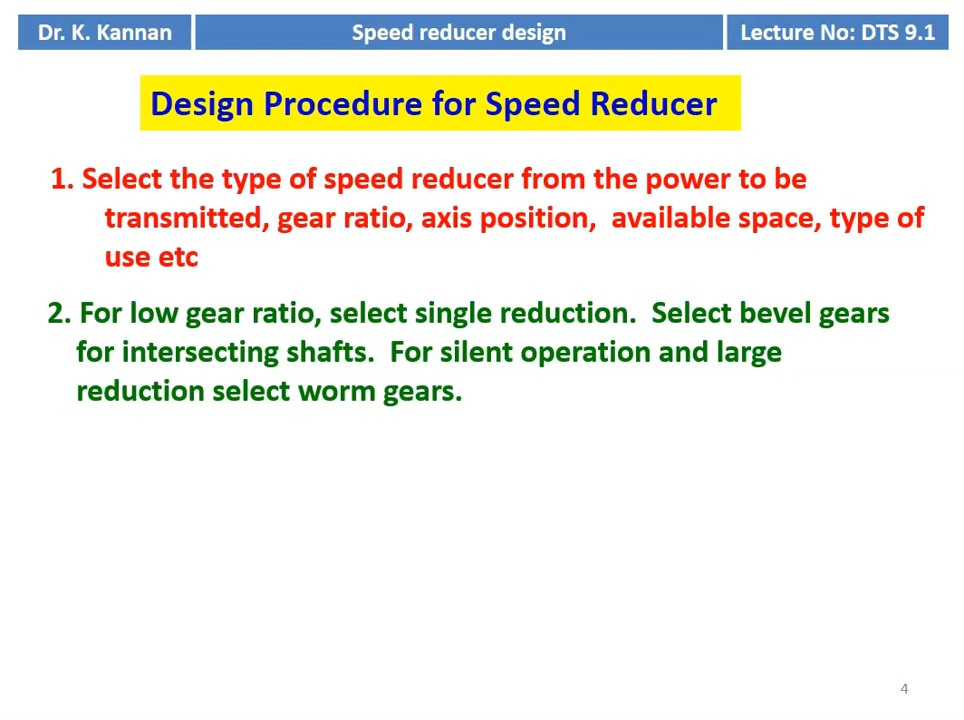 Dr. K. Kannan
Speed reducer design
Lecture No: DTS 9.1
Design Procedure for Speed Reducer
1. Select the type of speed reducer from the power to be
transmitted, gear ratio, axis position, available space, type of
use etc
2. For low gear ratio, select single reduction. Select bevel gears
for intersecting shafts. For silent operation and large
reduction select worm gears.
4